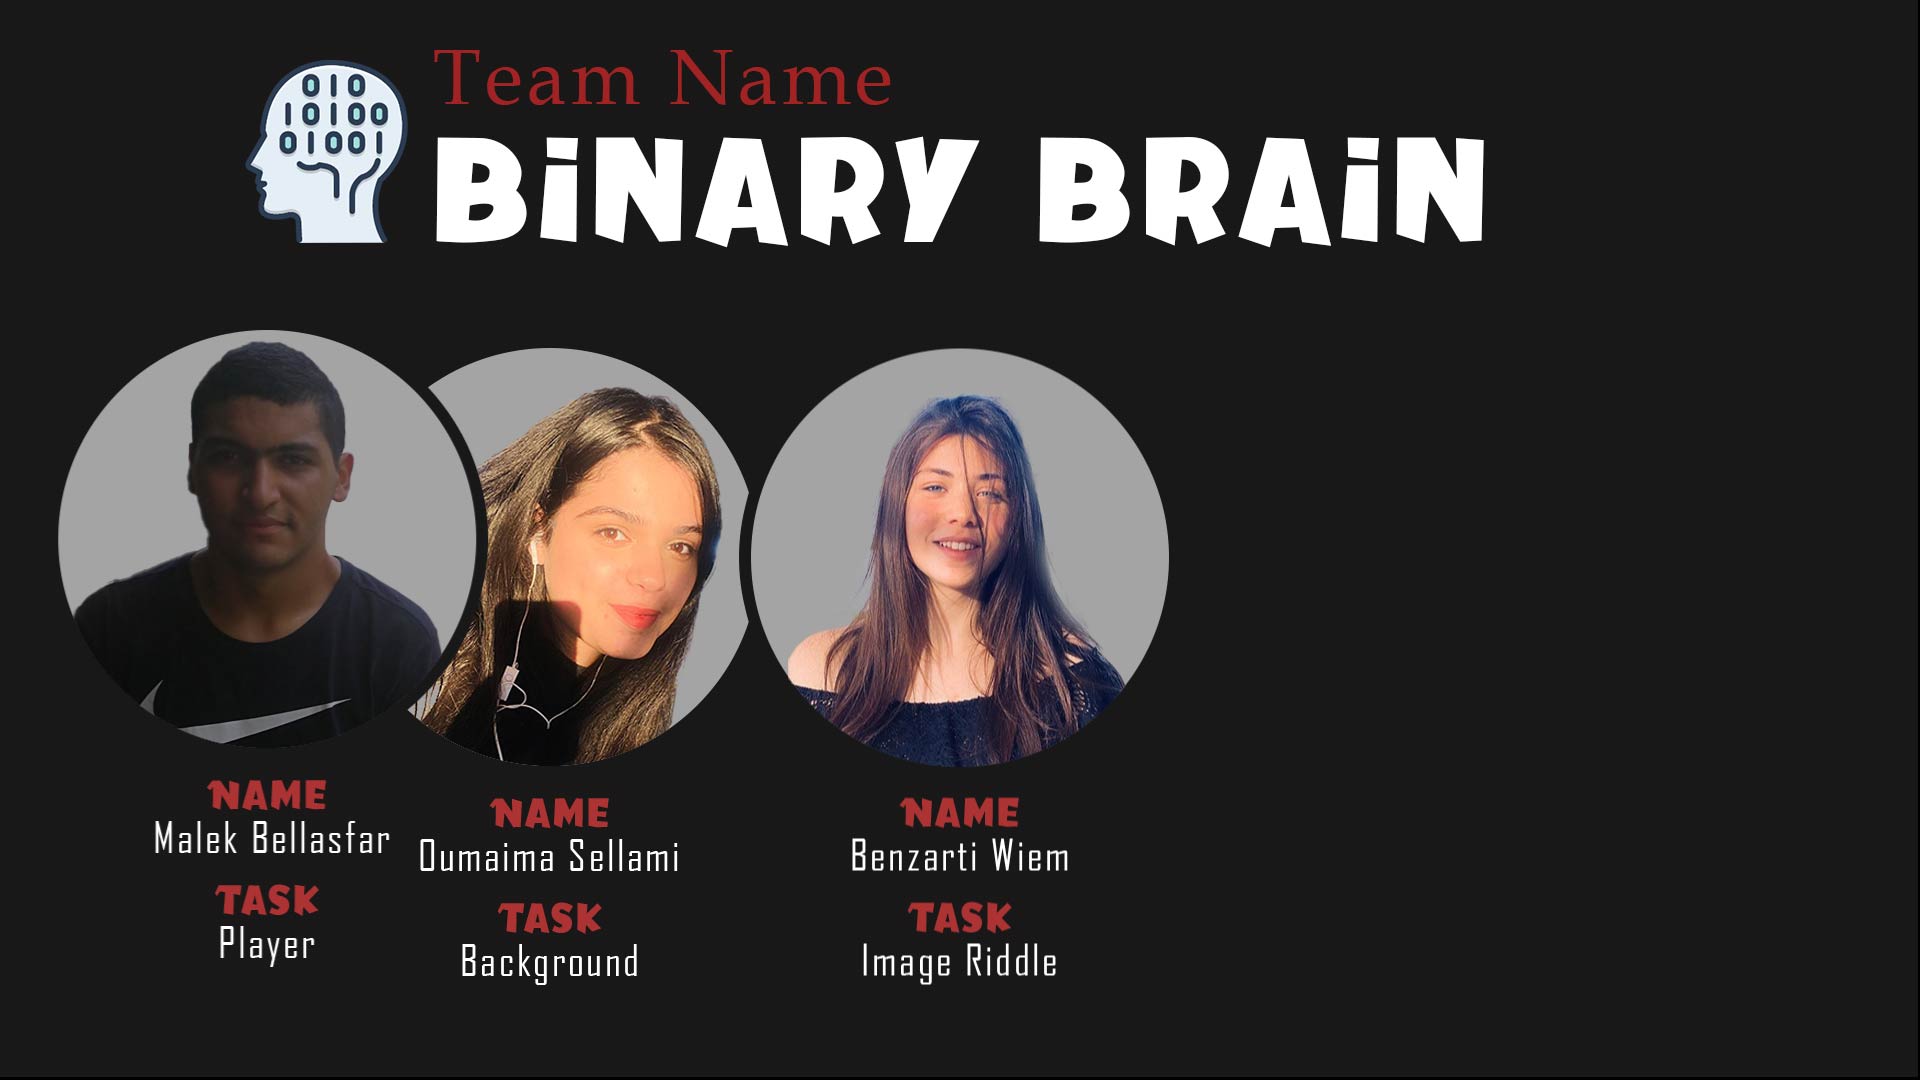 010
10100
01001
Team Name
BiNARY BRAiN
NAME
Malek Bellasfar
TASK
Player
NAME
Oumaima Sellami
TASK
Background
NAME
Benzarti Wiem
TASK
Image Riddle